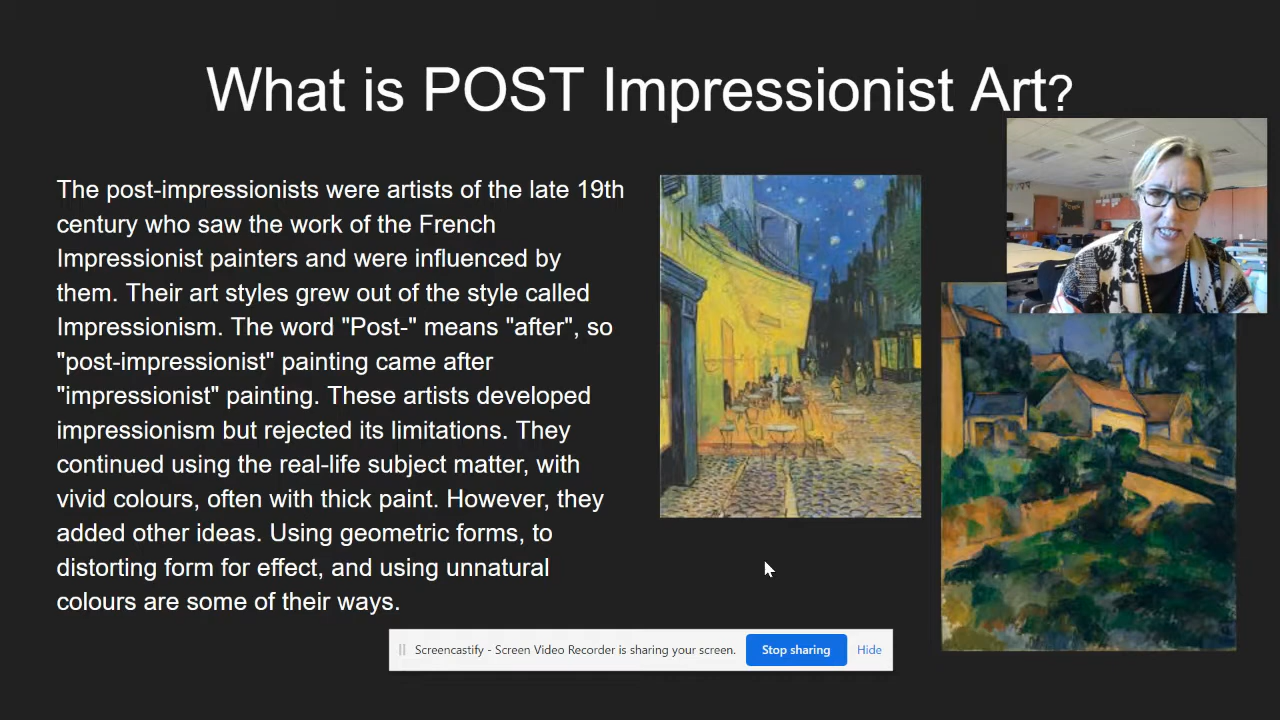 What is POST Impressionist Art?
The post-impressionists were artists of the late 19th
century who saw the work of the French
Impressionist painters and were influenced by
them. Their art styles grew out of the style called
Impressionism. The word "Post-" means "after", so
"post-impressionist" painting came after
"impressionist" painting. These artists developed
impressionism but rejected its limitations. They
continued using the real-life subject matter, with
vivid colours, often with thick paint. However, they
added other ideas. Using geometric forms, to
distorting form for effect, and using unnatural
colours are some of their ways.
Screencastify - Screen Video Recorder is sharing your screen.
Stop sharing
Hide